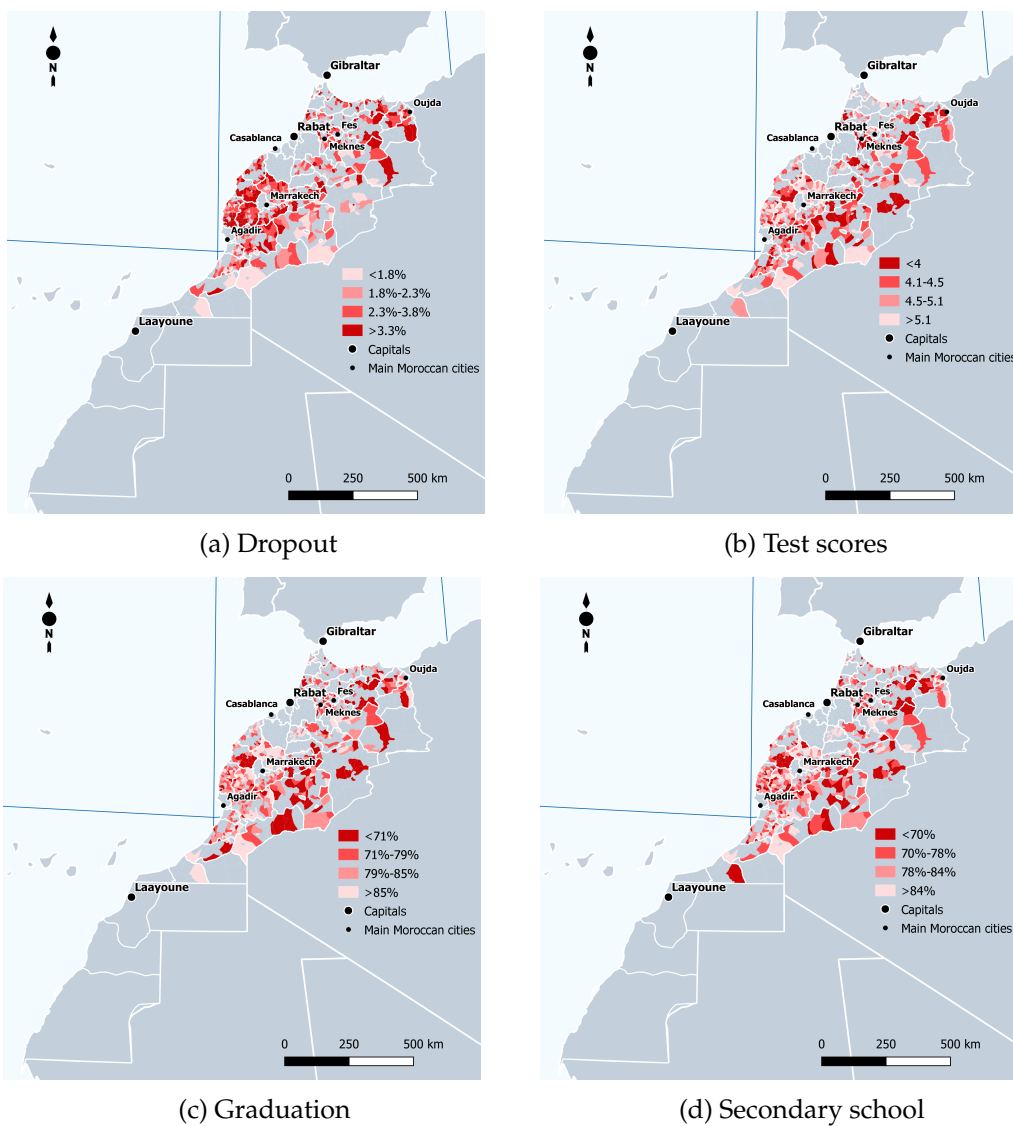 N
Gibraltar
Oujda
Rabat
Fes
Casablanca
Meknes
Marrakech
Agadir
<1.8%
1.8%-2.3%
2.3%-3.8%
>3.3%
Laayoune
Capitals
Main Moroccan cities
0 250 500 km
(a) Dropout
N
Gibraltar
Oujda
Rabat
Fes
Casablanca
Meknes
Marrakech
Agadir
<4
4.1-4.5
4.5-5.1
>5.1
Laayoune
Capitals
Main Moroccan cities
0 250 500 km
(b) Test scores
N
Gibraltar
Oujda
Rabat
Fes
Casablanca
Meknes
Marrakech
Agadir
<71%
71%-79%
79%-85%
>85%
Laayoune
Capitals
Main Moroccan cities
0 250 500 km
(c) Graduation
N
Gibraltar
Oujda
Rabat
Fes
Casablanca
Meknes
Marrakech
Agadir
<70%
70%-78%
78%-84%
>84%
Laayoune
Capitals
Main Moroccan cities
0 250 500 km
(d) Secondary school